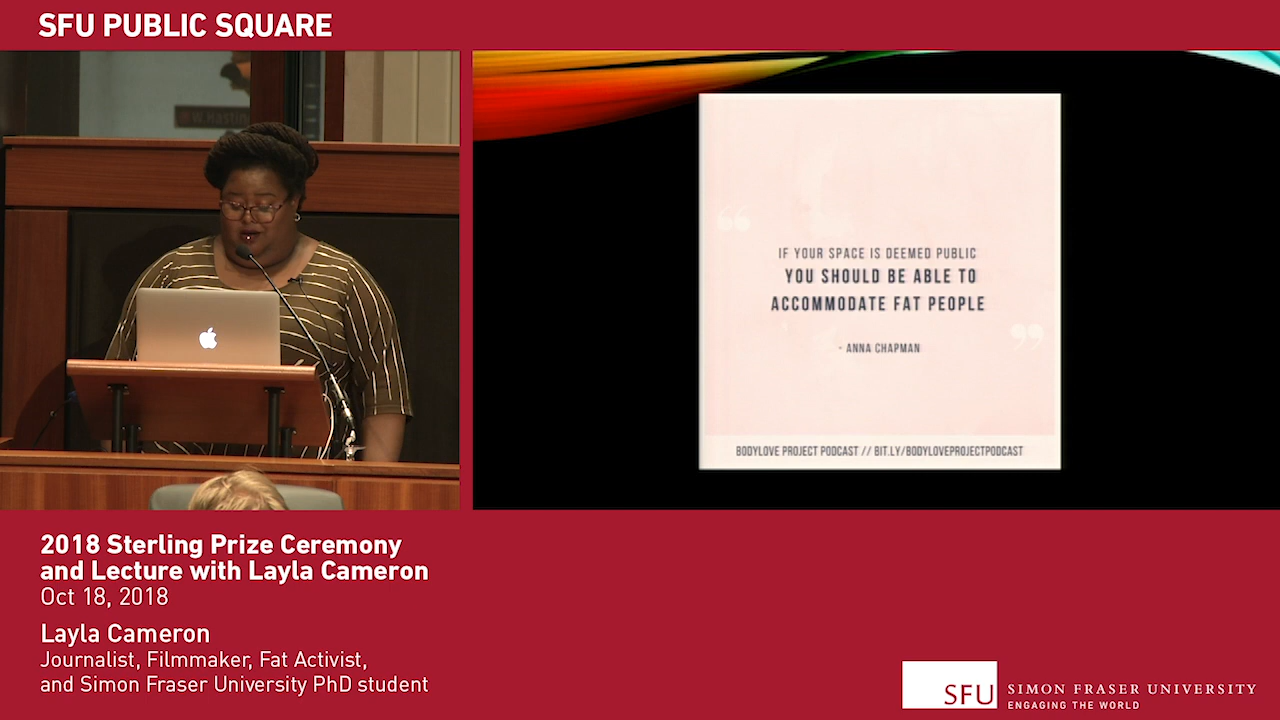 SFU PUBLIC SQUARE
W.Hastin
IF YOUR SPACE IS DEEMED PUBLIC
YOU SHOULD BE ABLE TO
ACCOMMODATE FAT PEOPLE
- ANNA CHAPMAN
BODYLOVE PROJECT PODCAST // BIT.LY/BODYLOVEPROJECTPODCAST
2018 Sterling Prize Ceremony
and Lecture with Layla Cameron
Oct 18, 2018
Layla Cameron
Journalist, Filmmaker, Fat Activist,
and Simon Fraser University PhD student
SFU SIMON FRASER UNIVERSITY
ENGAGING THE WORLD